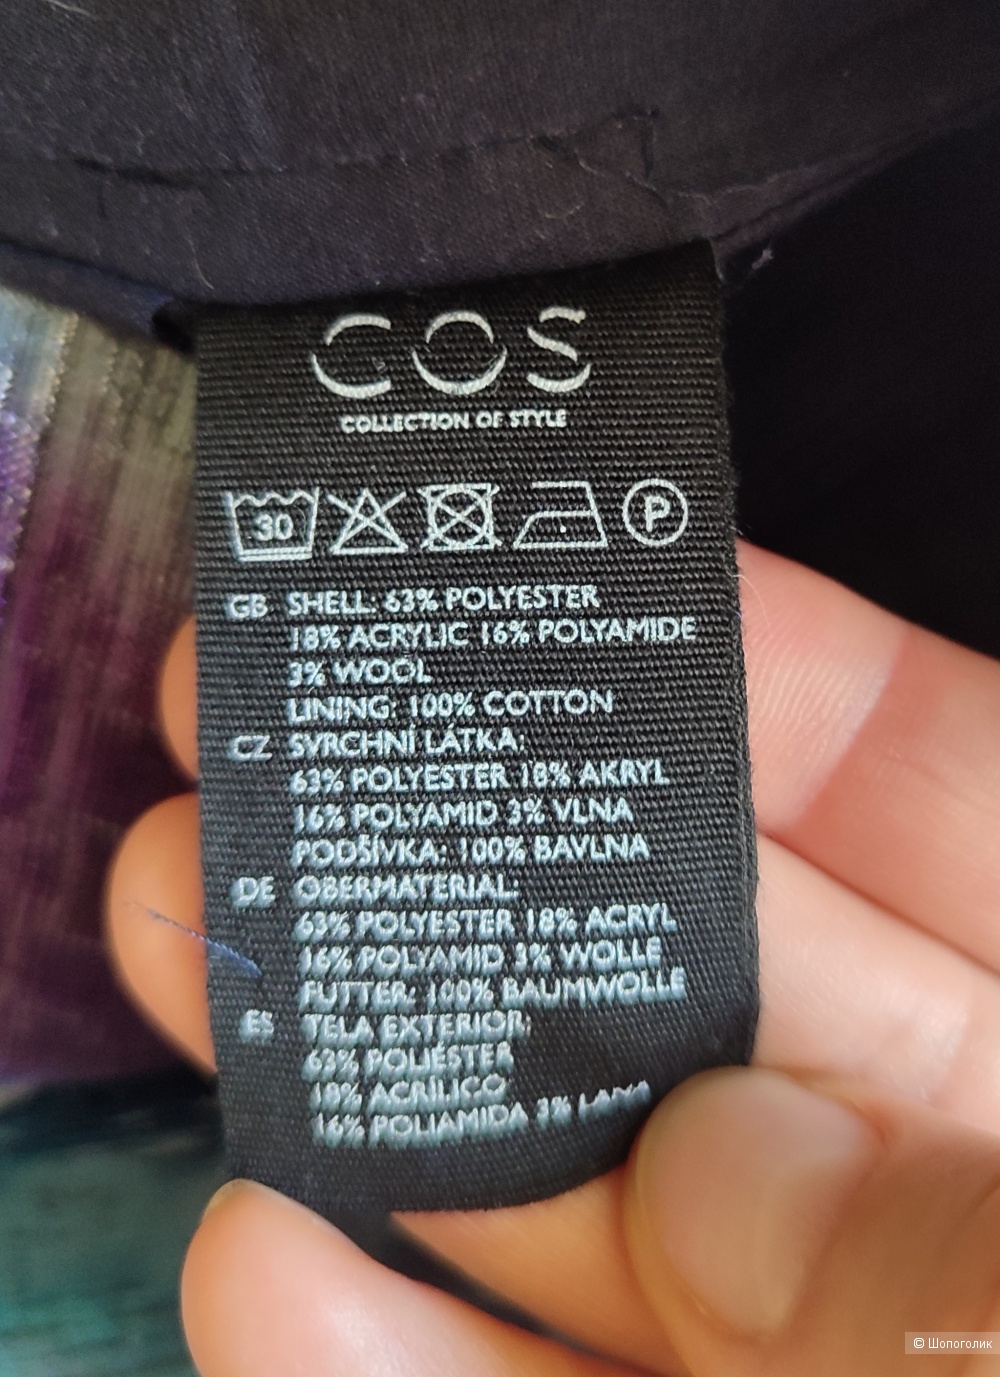 COS
COLLECTION OF STYLE
30
P
GB SHELL: 63% POLYESTER
18% ACRYLIC 16% POLYAMIDE
3% WOOL
LINING: 100% COTTON
CZ SVRCHNÍ LÁTKA:
63% POLYESTER 18% AKRYL
16% POLYAMID 3% VLNA
PODŠÍVKA: 100% BAVLNA
DE OBERMATERIAL:
63% POLYESTER 18% ACRYL
16% POLYAMID 3% WOLLE
FUTTER: 100% BAUMWOLLE
ES TELA EXTERIOR:
63% POLIÉSTER
18% ACRÍLICO
16% POLIAMIDA 3% LANA
© Шопоголик